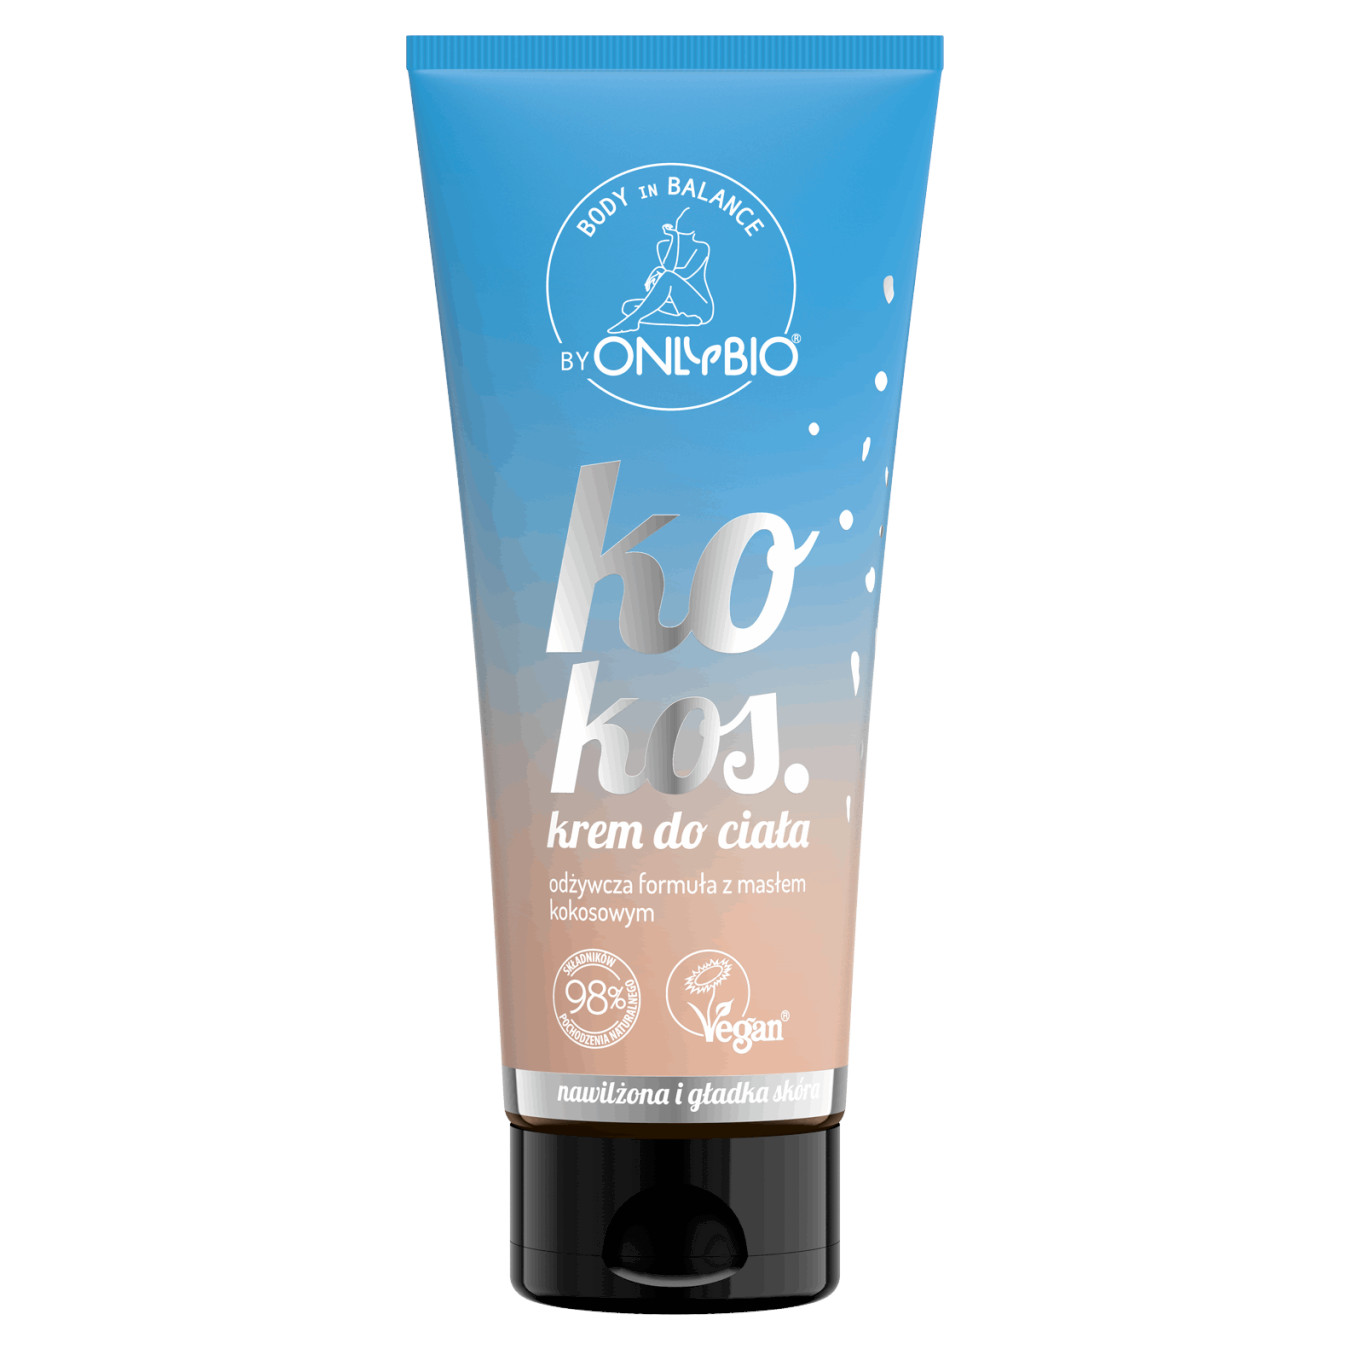 BODY IN BALANCE
BY ONLYBIO®
ko
kos.
krem do ciała
odżywcza formuła z masłem
kokosowym
SKŁADNIKÓW
98%
POCHODZENIA NATURALNEGO
Vegan®
nawilżona i gładka skóra